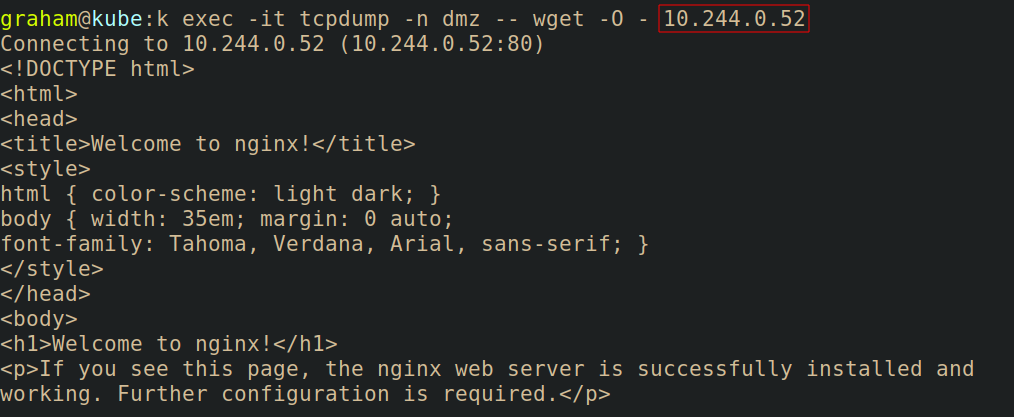 graham@kube:k exec -it tcpdump -n dmz -- wget -O - 10.244.0.52
Connecting to 10.244.0.52 (10.244.0.52:80)
<!DOCTYPE html>
<html>
<head>
<title>Welcome to nginx!</title>
<style>
html { color-scheme: light dark; }
body { width: 35em; margin: 0 auto;
font-family: Tahoma, Verdana, Arial, sans-serif; }
</style>
</head>
<body>
<h1>Welcome to nginx!</h1>
<p>If you see this page, the nginx web server is successfully installed and
working. Further configuration is required.</p>